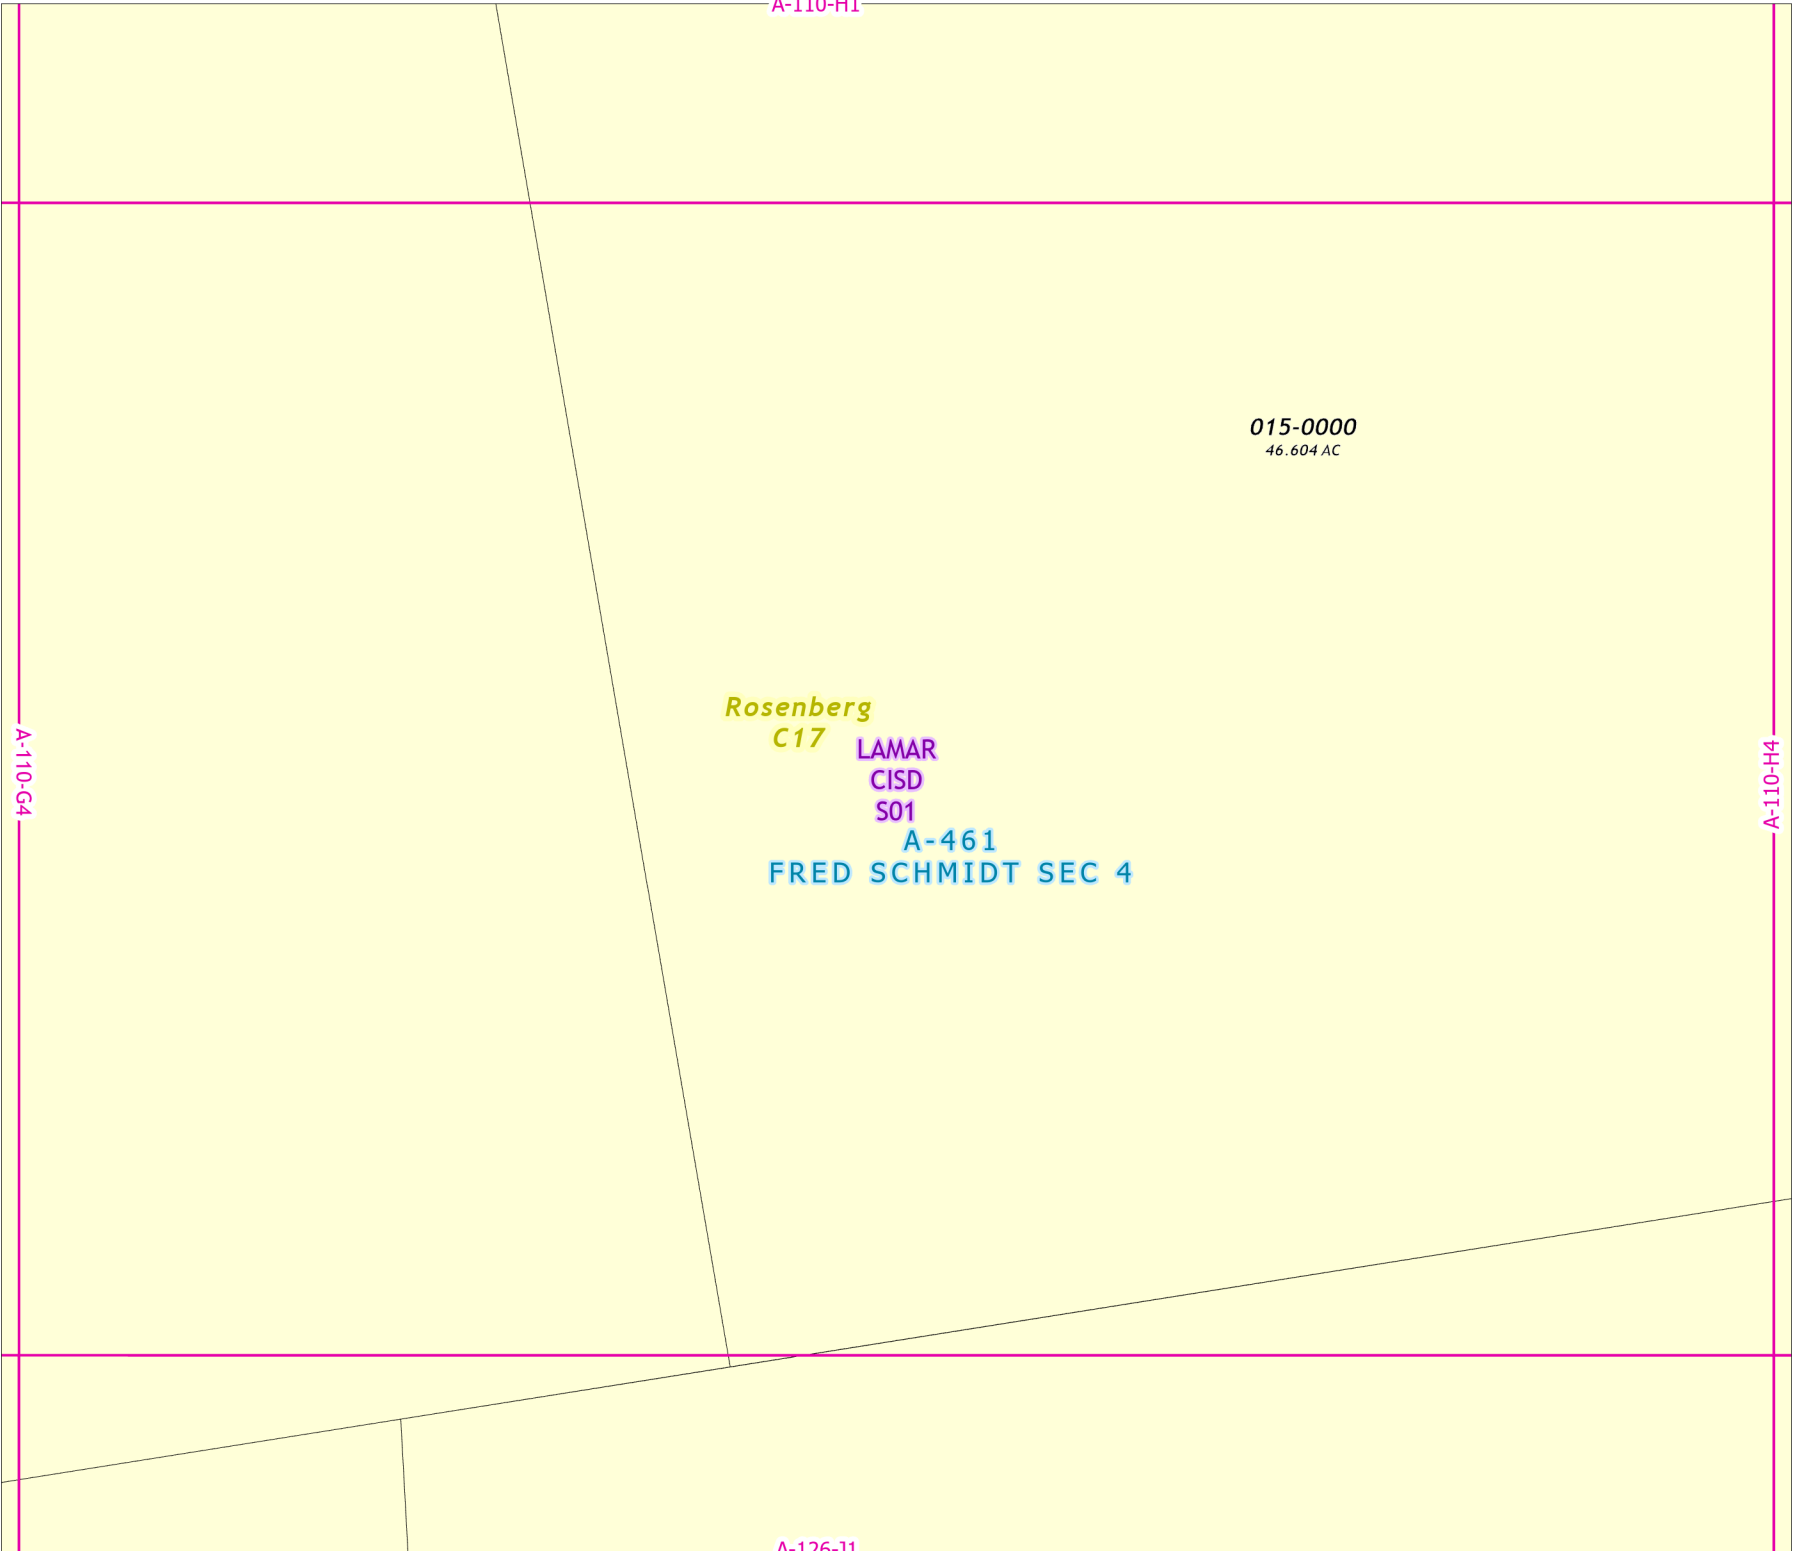 A-110-H1
015-0000
46.604 AC
Rosenberg
C17
LAMAR
CISD
S01
A-461
FRED SCHMIDT SEC 4
A-110-G4
A-110-H4
A-126-J1